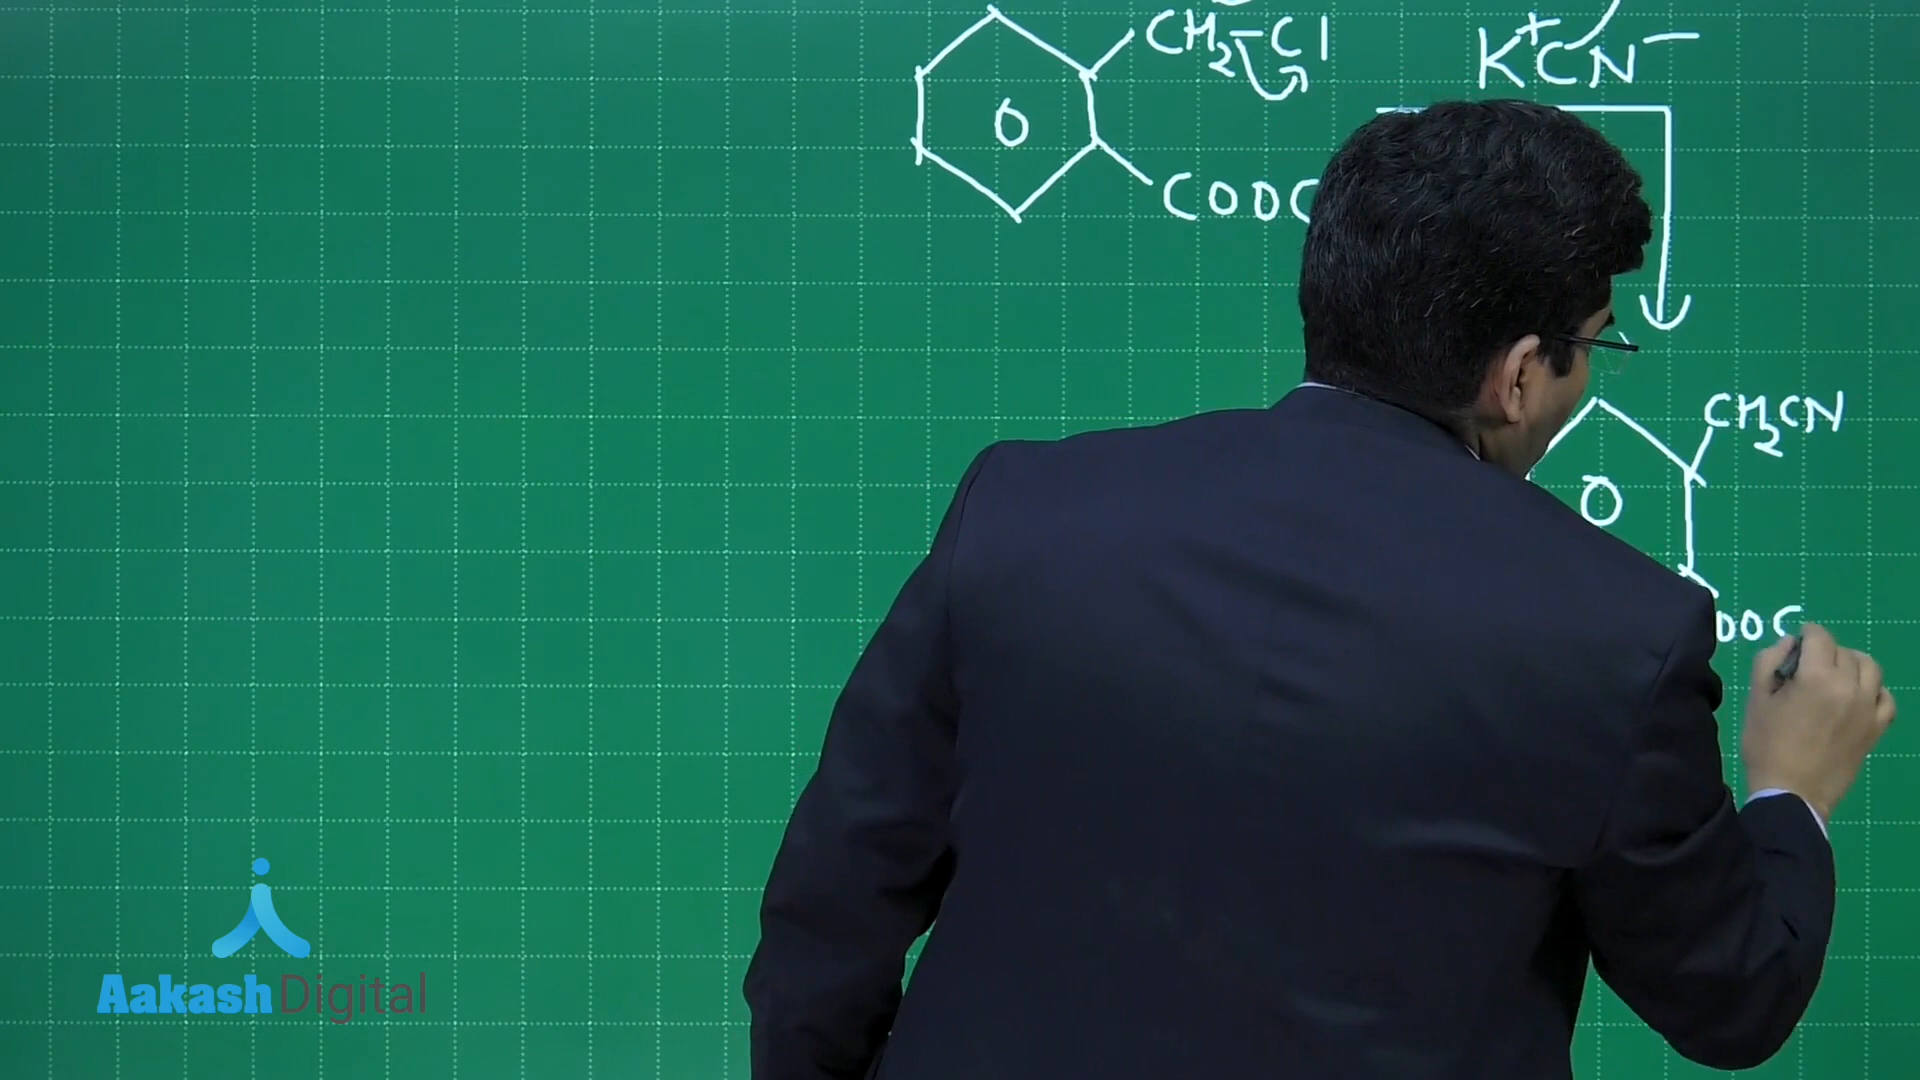 CH2-Cl
K+CN-
O
COOC
CH2CN
O
OOC
Aakash Digital